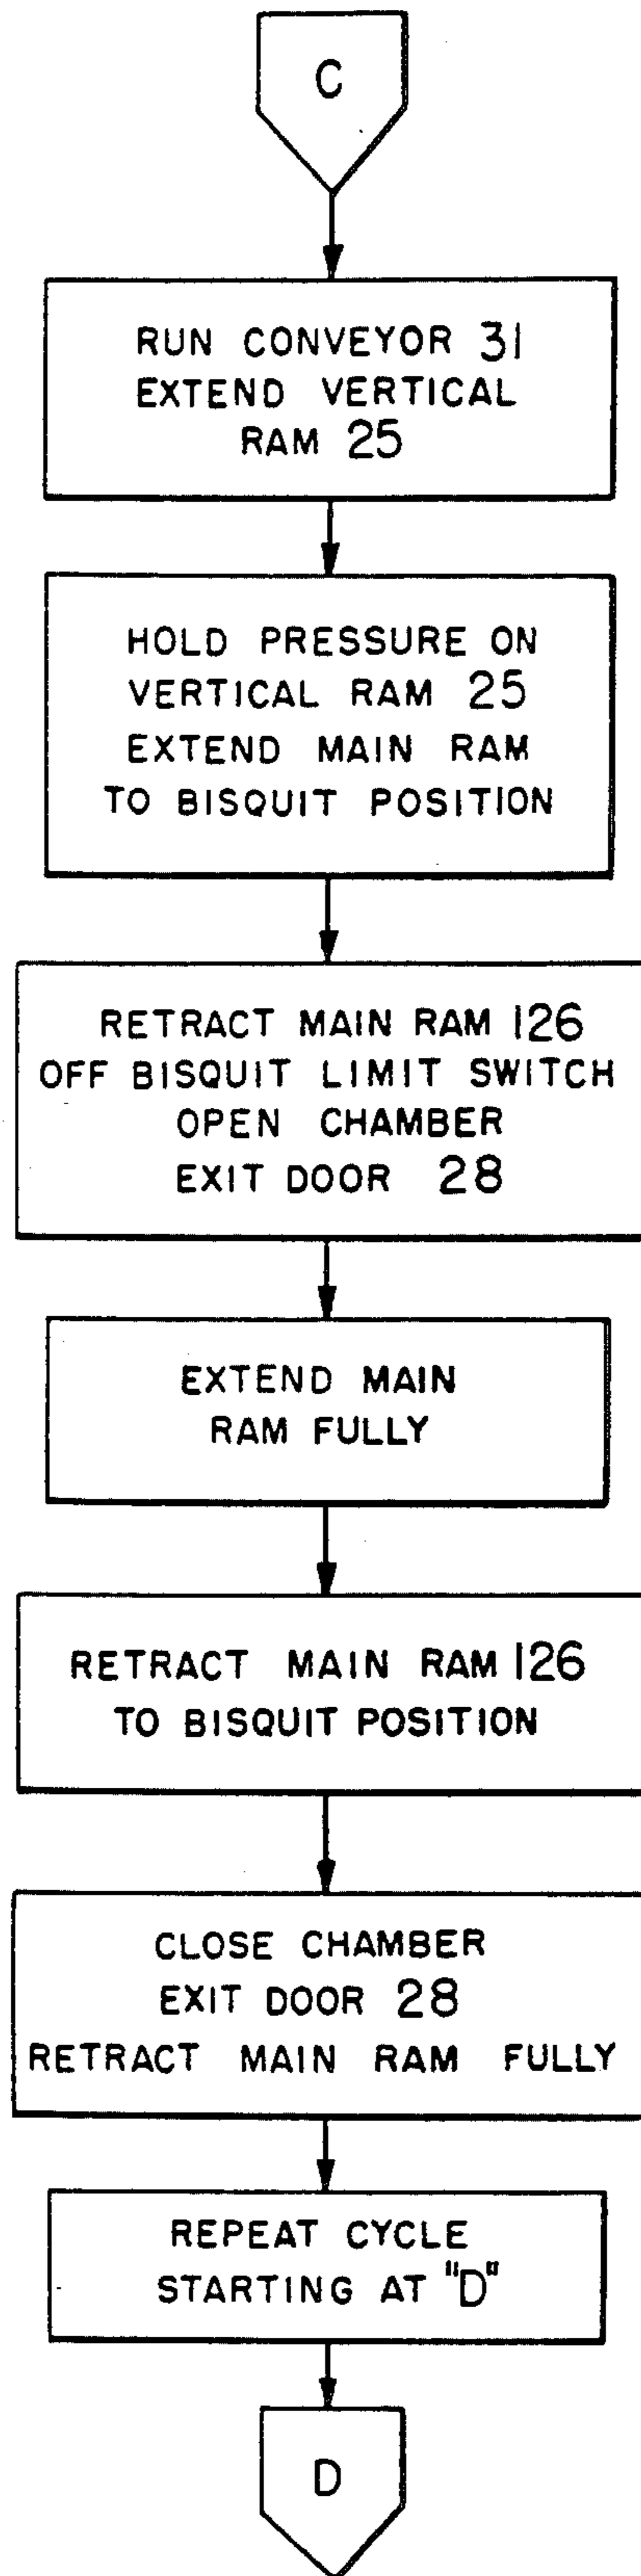 C
RUN CONVEYOR 31
EXTEND VERTICAL
RAM 25
HOLD PRESSURE ON
VERTICAL RAM 25
EXTEND MAIN RAM
TO BISQUIT POSITION
RETRACT MAIN RAM 126
OFF BISQUIT LIMIT SWITCH
OPEN CHAMBER
EXIT DOOR 28
EXTEND MAIN
RAM FULLY
RETRACT MAIN RAM 126
TO BISQUIT POSITION
CLOSE CHAMBER
EXIT DOOR 28
RETRACT MAIN RAM FULLY
REPEAT CYCLE
STARTING AT "D"
D